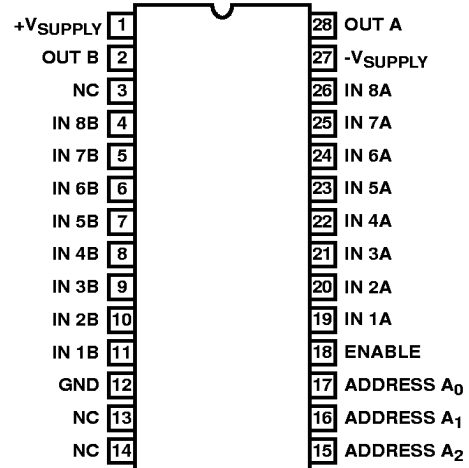 +VSUPPLY 1 28 OUT A
OUT B 2 27 -VSUPPLY
NC 3 26 IN 8A
IN 8B 4 25 IN 7A
IN 7B 5 24 IN 6A
IN 6B 6 23 IN 5A
IN 5B 7 22 IN 4A
IN 4B 8 21 IN 3A
IN 3B 9 20 IN 2A
IN 2B 10 19 IN 1A
IN 1B 11 18 ENABLE
GND 12 17 ADDRESS A0
NC 13 16 ADDRESS A1
NC 14 15 ADDRESS A2